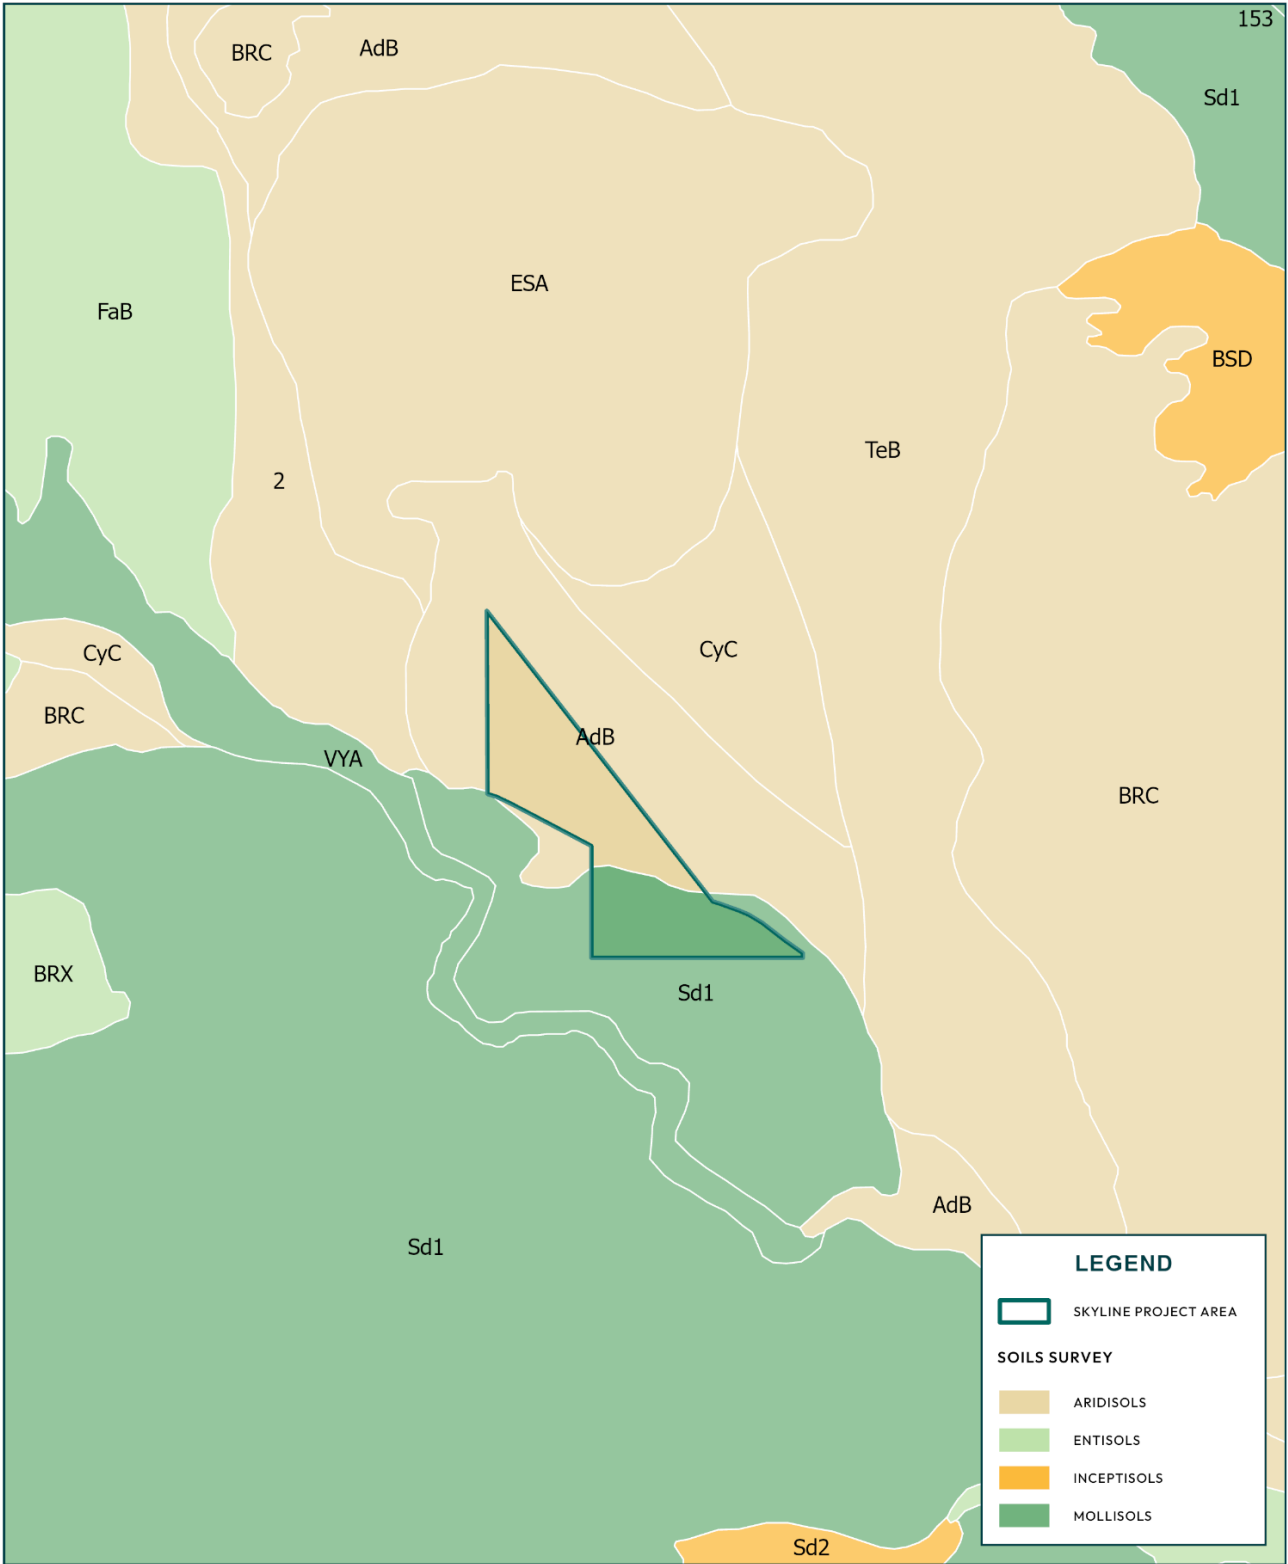 153
AdB
BRC
Sd1
ESA
FaB
BSD
TeB
2
CyC
CyC
BRC
AdB
VYA
BRC
BRX
Sd1
AdB
Sd1
LEGEND
SKYLINE PROJECT AREA
SOILS SURVEY
ARIDISOLS
ENTISOLS
INCEPTISOLS
MOLLISOLS
Sd2